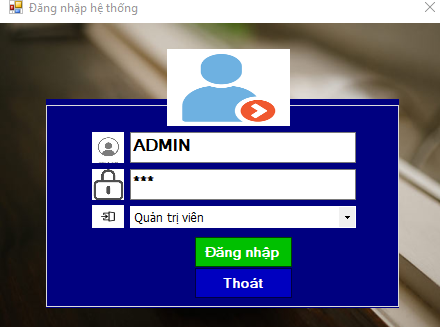 Đăng nhập hệ thống
ADMIN
***
Quản trị viên
Đăng nhập
Thoát